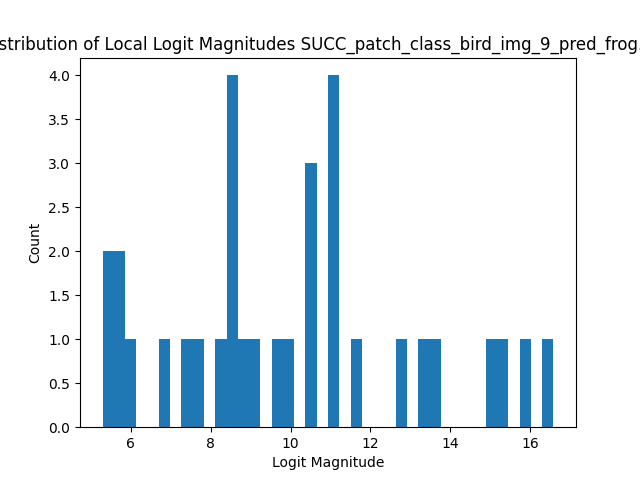 stribution of Local Logit Magnitudes SUCC_patch_class_bird_img_9_pred_frog.
4.0
3.5
3.0
2.5
2.0
1.5
1.0
0.5
0.0
Count
6 8 10 12 14 16
Logit Magnitude